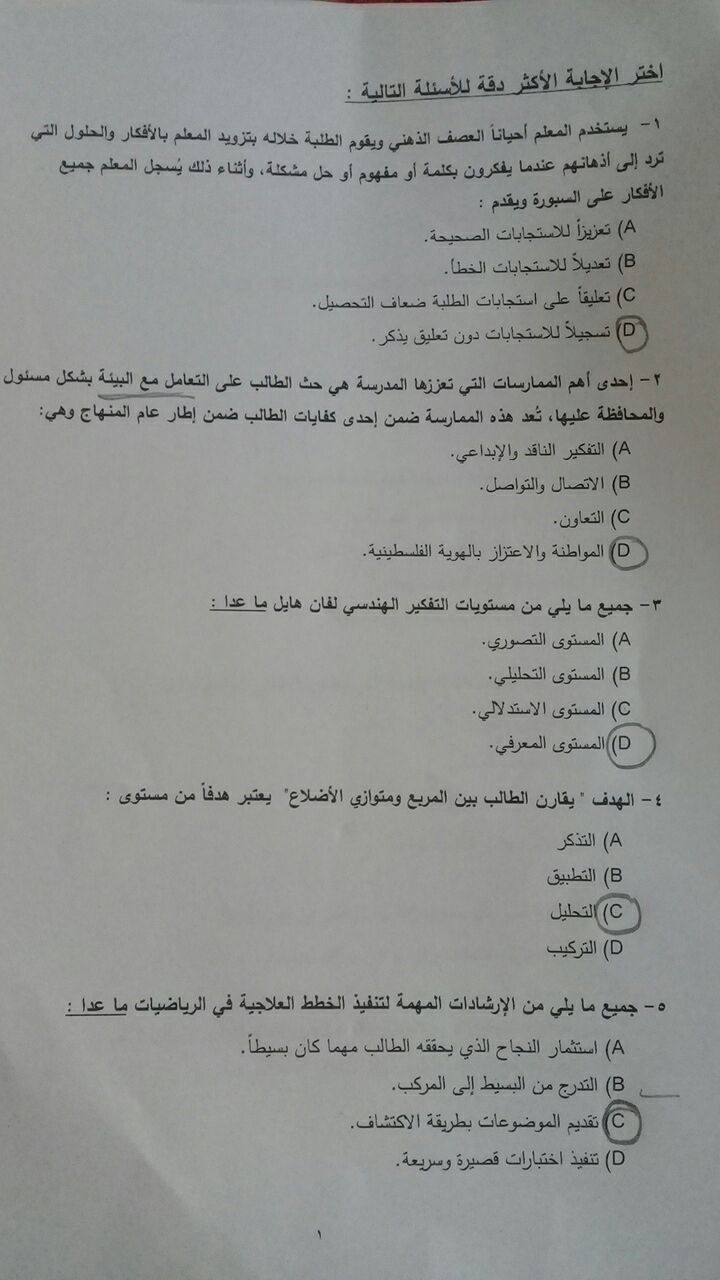 اختر الإجابة الأكثر دقة للأسئلة التالية :
١- يستخدم المعلم أحياناً العصف الذهني ويقوم الطلبة خلاله بتزويد المعلم بالأفكار والحلول التي
ترد إلى أذهانهم عندما يفكرون بكلمة أو مفهوم أو حل مشكلة، وأثناء ذلك يُسجل المعلم جميع
الأفكار على السبورة ويقدم :
A) تعزيزاً للاستجابات الصحيحة.
B) تعديلاً للاستجابات الخطأ.
C) تعليقاً على استجابات الطلبة ضعاف التحصيل.
D) تسجيلاً للاستجابات دون تعليق يذكر.
٢- إحدى أهم الممارسات التي تعززها المدرسة هي حث الطالب على التعامل مع البيئة بشكل مسئول
والمحافظة عليها، تُعد هذه الممارسة ضمن إحدى كفايات الطالب ضمن إطار عام المنهاج وهي:
A) التفكير الناقد والإبداعي.
B) الاتصال والتواصل.
C) التعاون.
D) المواطنة والاعتزاز بالهوية الفلسطينية.
٣- جميع ما يلي من مستويات التفكير الهندسي لفان هايل ما عدا :
A) المستوى التصوري.
B) المستوى التحليلي.
C) المستوى الاستدلالي.
D) المستوى المعرفي.
٤- الهدف " يقارن الطالب بين المربع ومتوازي الأضلاع" يعتبر هدفاً من مستوى :
A) التذكر
B) التطبيق
C) التحليل
D) التركيب
٥- جميع ما يلي من الإرشادات المهمة لتنفيذ الخطط العلاجية في الرياضيات ما عدا :
A) استثمار النجاح الذي يحققه الطالب مهما كان بسيطاً.
B) التدرج من البسيط إلى المركب.
C) تقديم الموضوعات بطريقة الاكتشاف.
D) تنفيذ اختبارات قصيرة وسريعة.
١